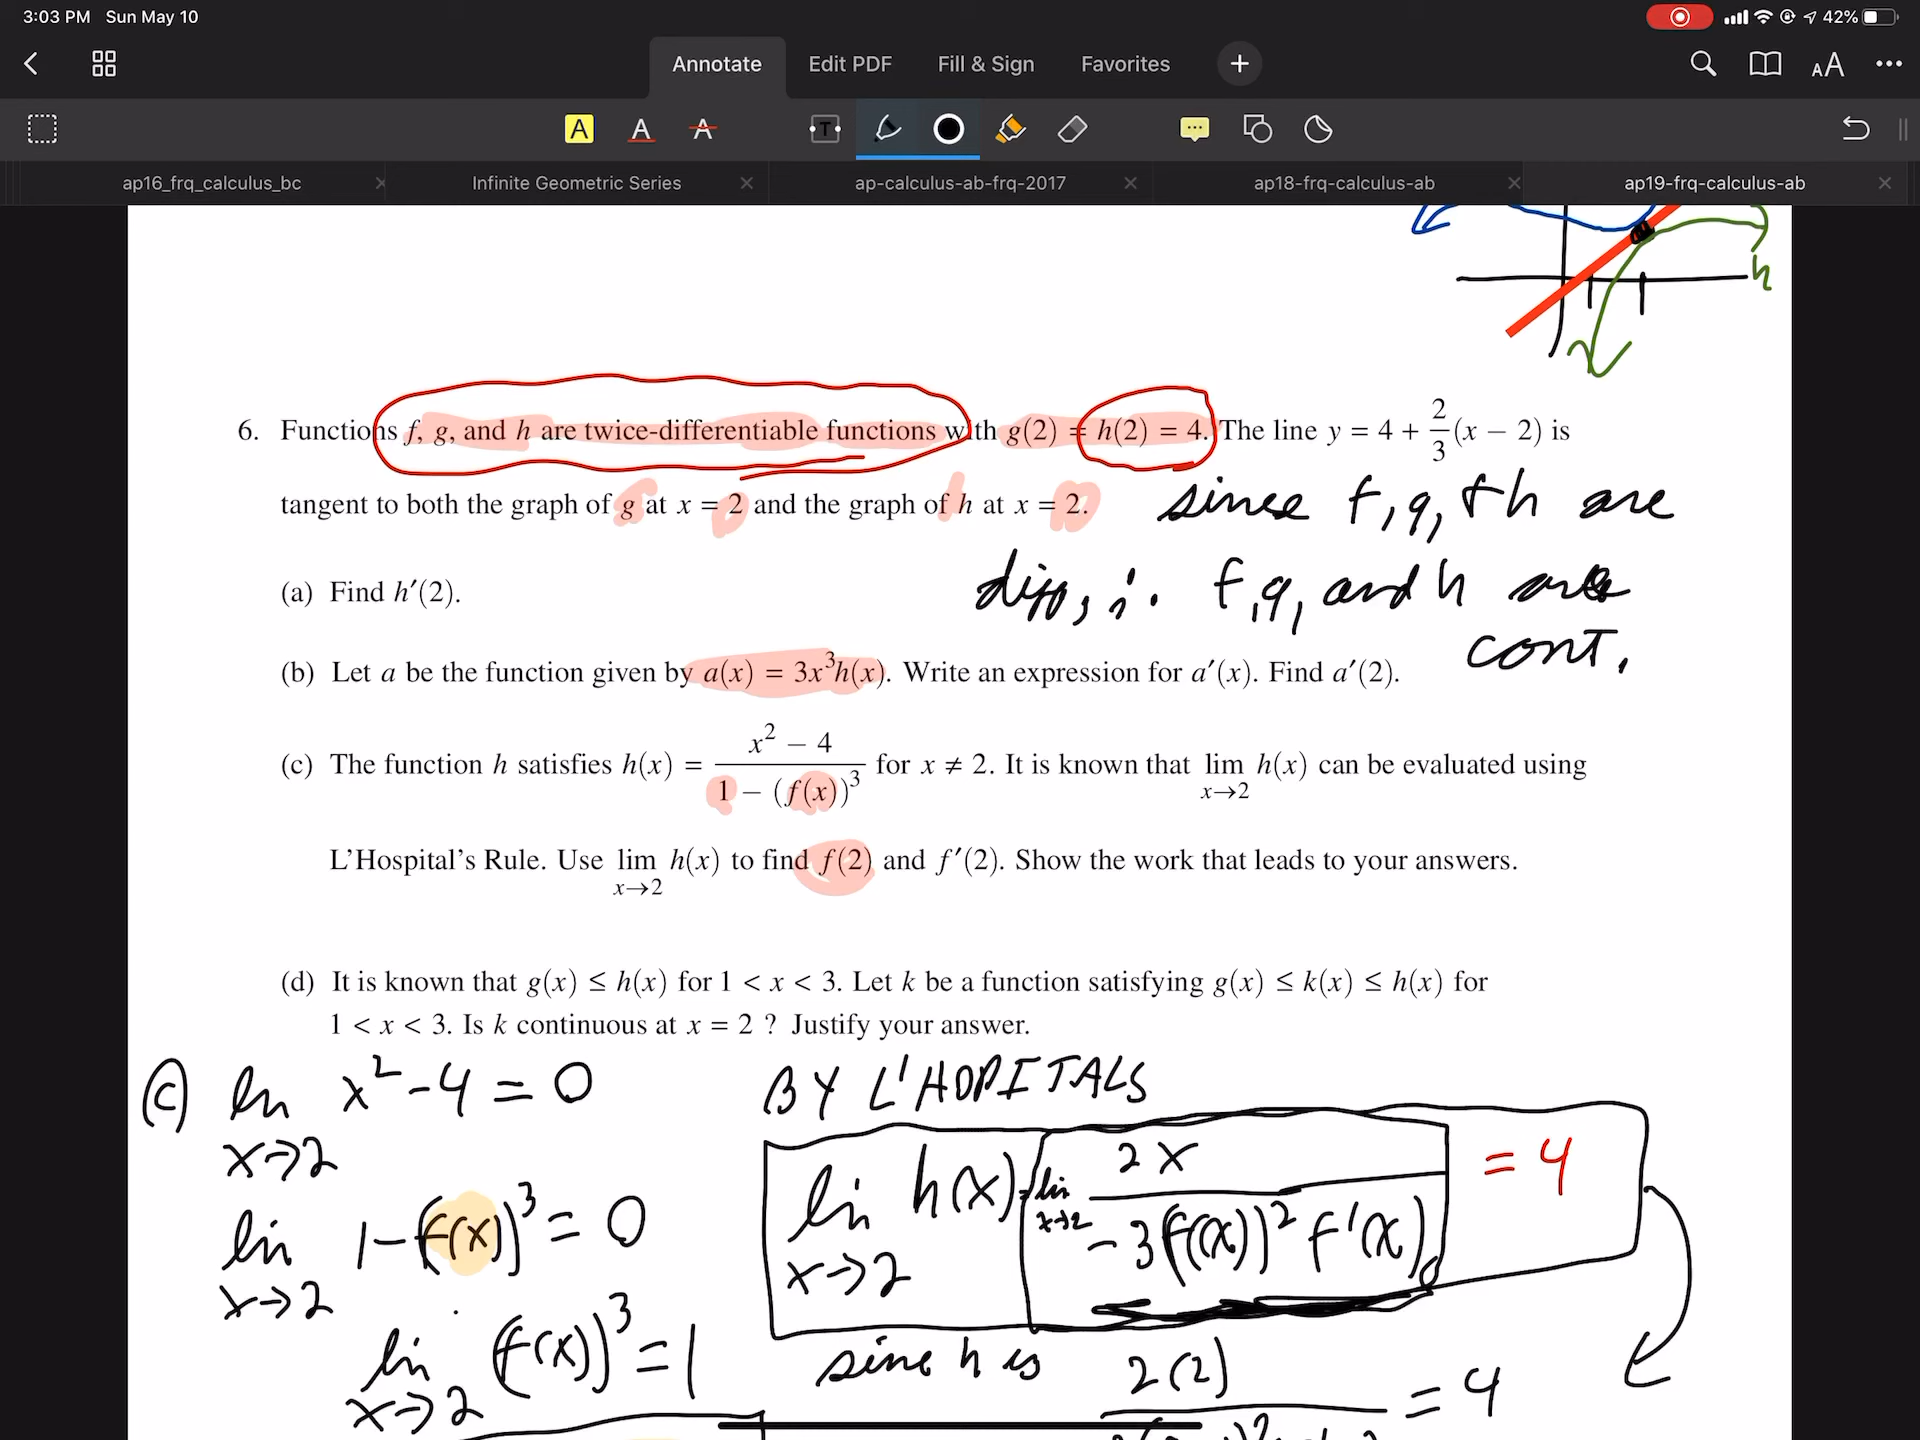 3:03 PM Sun May 10
42%
Annotate Edit PDF Fill & Sign Favorites
AA
A A A T
ap16_frq_calculus_bc Infinite Geometric Series ap-calculus-ab-frq-2017 ap18-frq-calculus-ab ap19-frq-calculus-ab
h
6. Functions f, g, and h are twice-differentiable functions with g(2) = h(2) = 4. The line y = 4 + 2/3(x − 2) is
tangent to both the graph of g at x = 2 and the graph of h at x = 2.
since f, g, + h are
diff, ∴ f, g, and h are
cont.
(a) Find h′(2).
(b) Let a be the function given by a(x) = 3x³h(x). Write an expression for a′(x). Find a′(2).
(c) The function h satisfies h(x) = (x² − 4)/(1 − (f(x))³) for x ≠ 2. It is known that lim x→2 h(x) can be evaluated using
L’Hospital’s Rule. Use lim x→2 h(x) to find f(2) and f′(2). Show the work that leads to your answers.
(d) It is known that g(x) ≤ h(x) for 1 < x < 3. Let k be a function satisfying g(x) ≤ k(x) ≤ h(x) for
1 < x < 3. Is k continuous at x = 2 ? Justify your answer.
(c) lim x→2 x² − 4 = 0
lim x→2 1 − (f(x))³ = 0
lim x→2 (f(x))³ = 1
BY L'HOPITALS
lim x→2 h(x) = lim x→2 2x / −3(f(x))² f'(x) = 4
since h is
2(2) = 4